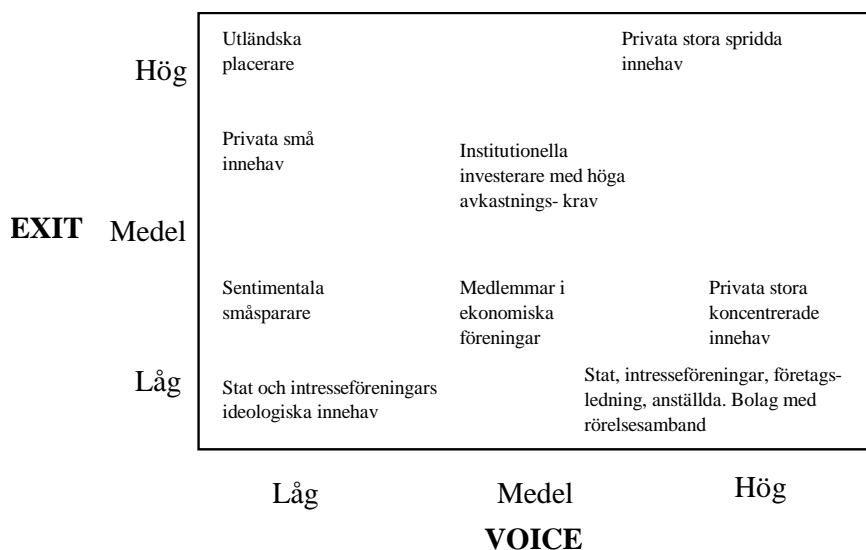 Utländska
placerare
Privata stora spridda
innehav
Hög
Privata små
innehav
Institutionella
investerare med höga
avkastnings- krav
EXIT Medel
Sentimentala
småsparare
Medlemmar i
ekonomiska
föreningar
Privata stora
koncentrerade
innehav
Låg
Stat och intresseföreningars
ideologiska innehav
Stat, intresseföreningar, företags-
ledning, anställda. Bolag med
rörelsesamband
Låg Medel Hög
VOICE